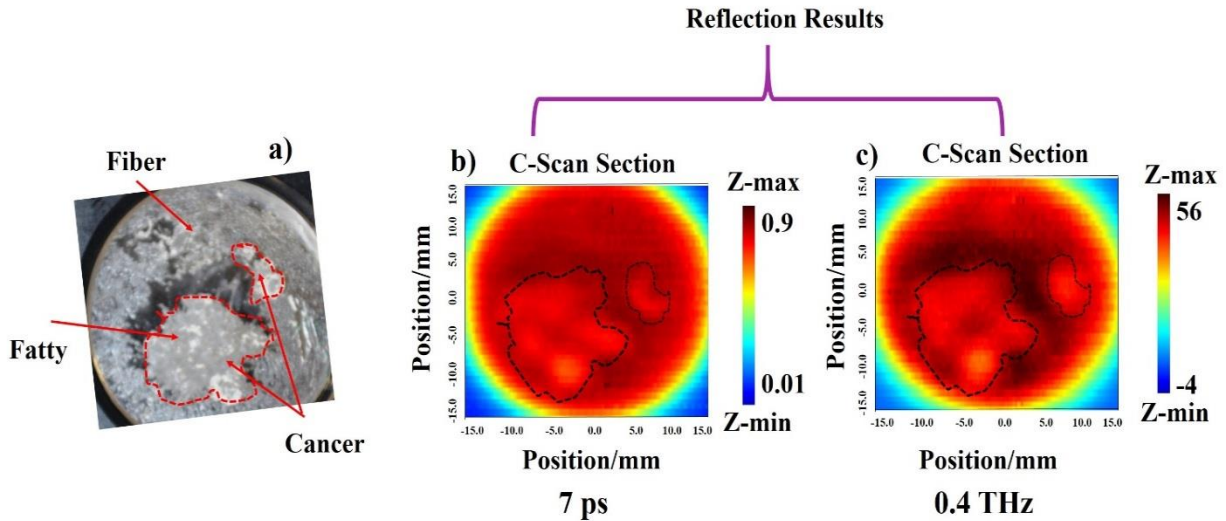 Reflection Results
a)
Fiber
Fatty
Cancer
b)
C-Scan Section
Position/mm
15.0
10.0
5.0
0.0
-5.0
-10.0
-15.0
-15.0 -10.0 -5.0 0.0 5.0 10.0 15.0
Position/mm
7 ps
Z-max
0.9
0.01
Z-min
c)
C-Scan Section
Position/mm
15.0
10.0
5.0
0.0
-5.0
-10.0
-15.0
-15.0 -10.0 -5.0 0.0 5.0 10.0 15.0
Position/mm
0.4 THz
Z-max
56
-4
Z-min